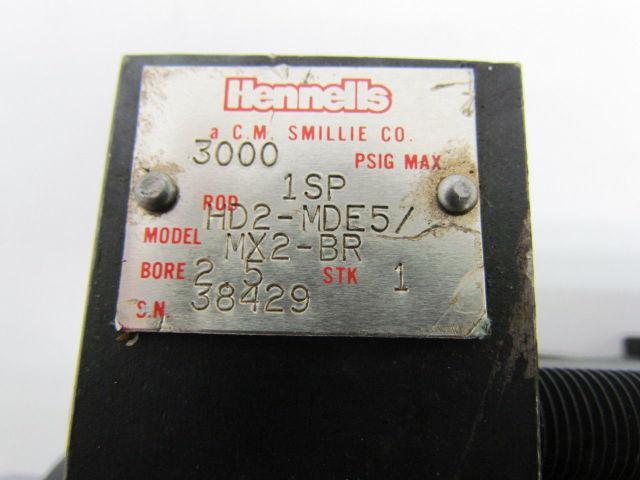 Hennells
a C.M. SMILLIE CO.
3000 PSIG MAX.
ROD 1SP
MODEL HD2-MDE5/
MX2-BR
BORE 2.5 STK 1
S.N. 38429